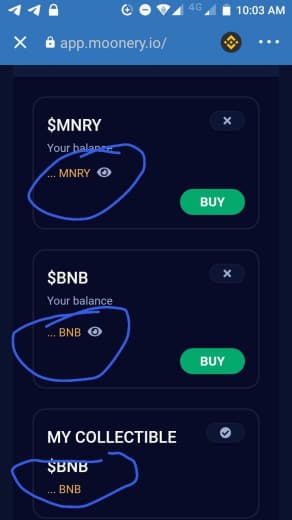 4G 10:03 AM
app.moonery.io/
$MNRY
Your balance
... MNRY
BUY
$BNB
Your balance
... BNB
BUY
MY COLLECTIBLE
$BNB
... BNB